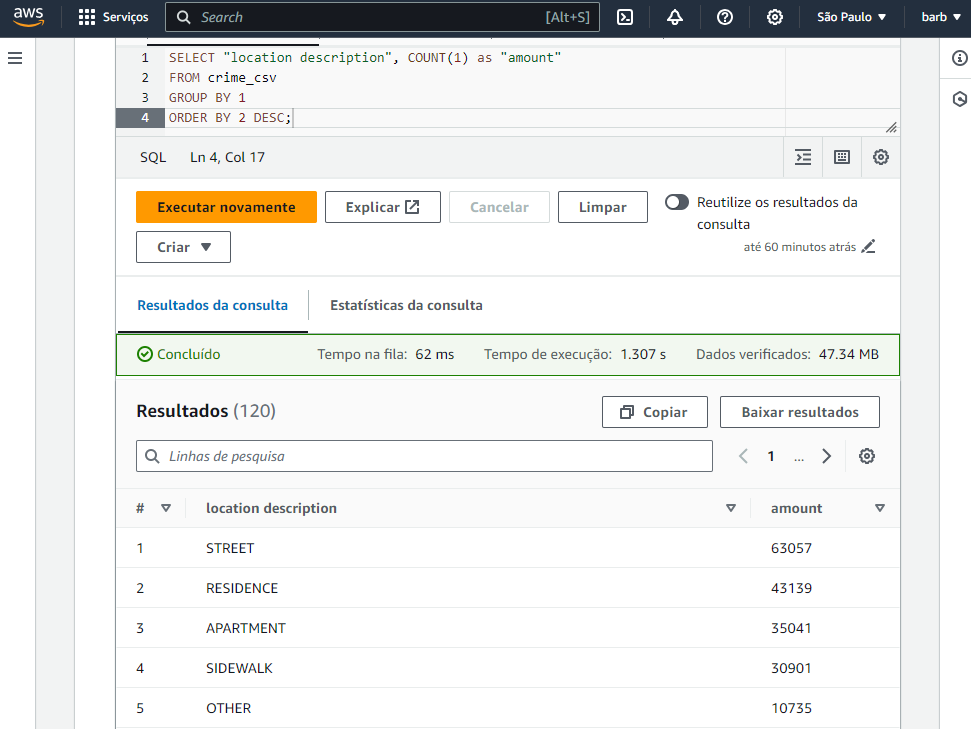 aws Serviços Search [Alt+S] São Paulo barb
1 SELECT "location description", COUNT(1) as "amount"
2 FROM crime_csv
3 GROUP BY 1
4 ORDER BY 2 DESC;
SQL Ln 4, Col 17
Executar novamente Explicar Cancelar Limpar Reutilize os resultados da
consulta
Criar até 60 minutos atrás
Resultados da consulta Estatísticas da consulta
Concluído Tempo na fila: 62 ms Tempo de execução: 1.307 s Dados verificados: 47.34 MB
Resultados (120) Copiar Baixar resultados
Linhas de pesquisa 1 ...
# location description amount
1 STREET 63057
2 RESIDENCE 43139
3 APARTMENT 35041
4 SIDEWALK 30901
5 OTHER 10735